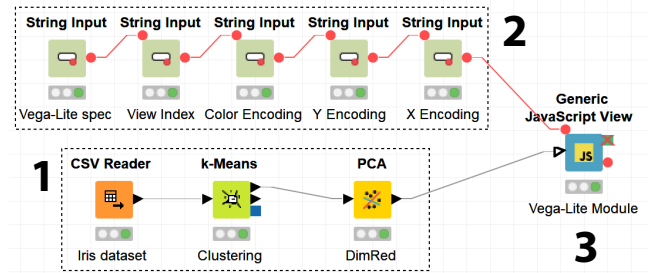 String Input String Input String Input String Input String Input
2
Vega-Lite spec View Index Color Encoding Y Encoding X Encoding
Generic
JavaScript View
JS
Vega-Lite Module
1
CSV Reader k-Means PCA
Iris dataset Clustering DimRed
3